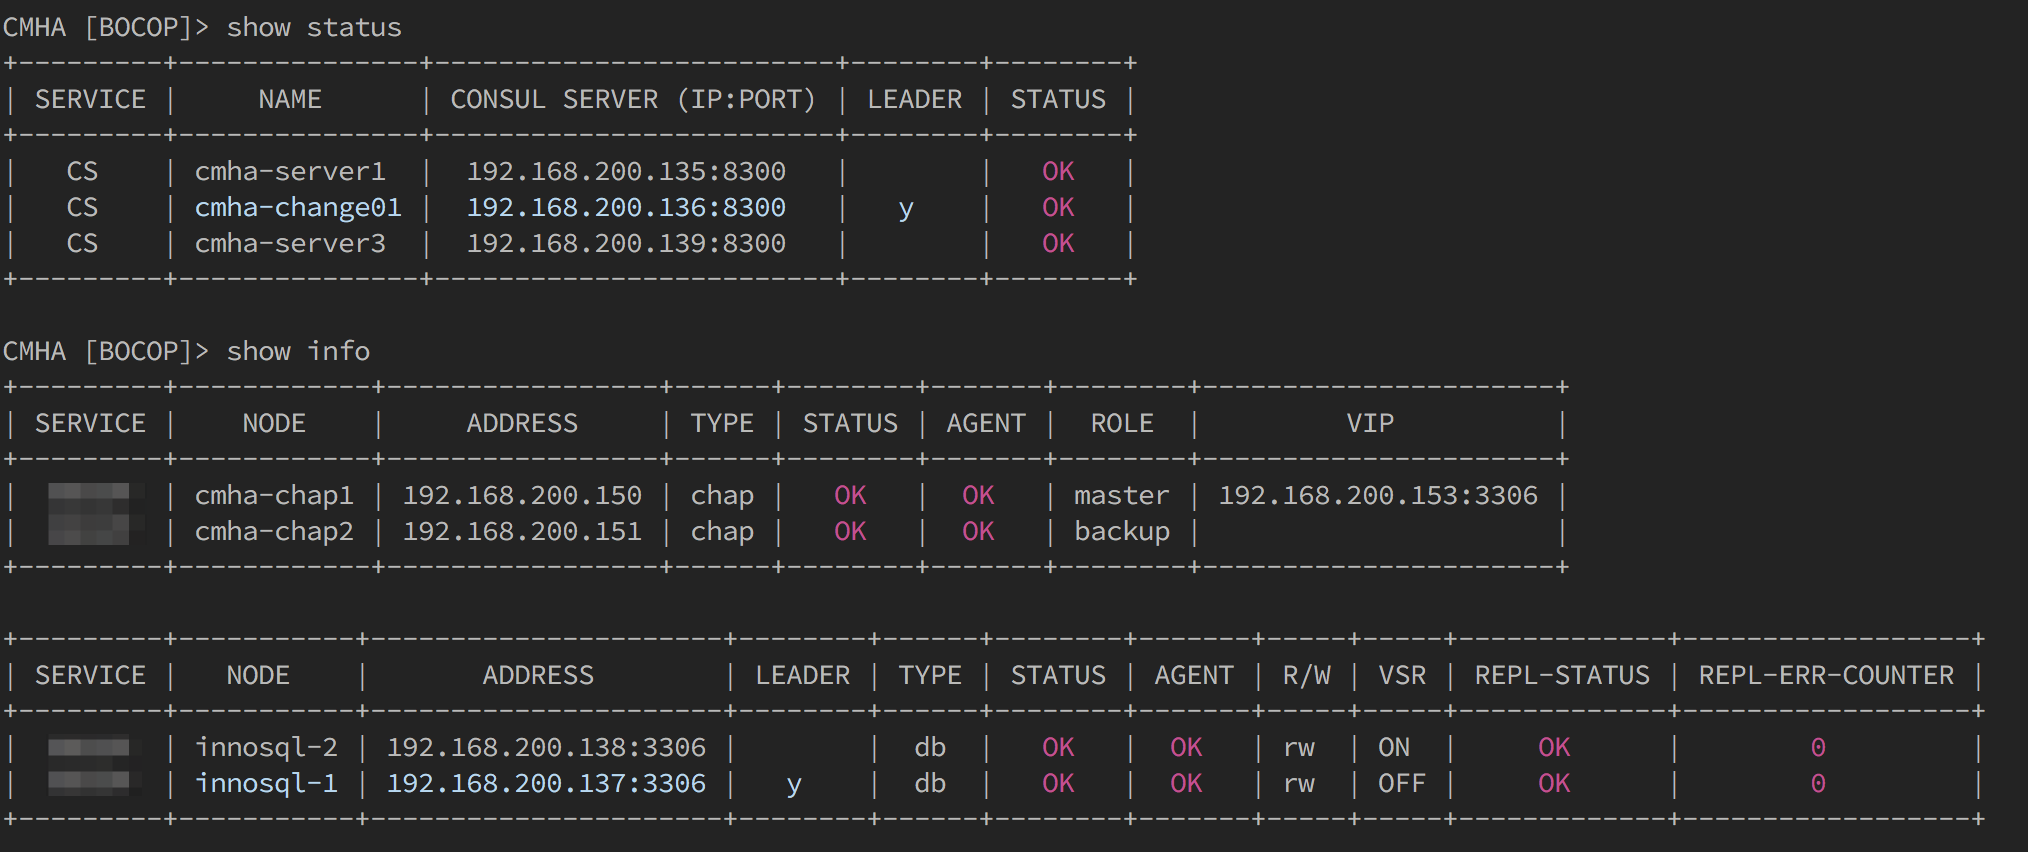 CMHA [BOCOP]> show status
+---------+---------------+-------------------------+--------+--------+
| SERVICE |     NAME      | CONSUL SERVER (IP:PORT) | LEADER | STATUS |
+---------+---------------+-------------------------+--------+--------+
|   CS    | cmha-server1  |  192.168.200.135:8300   |        |   OK   |
|   CS    | cmha-change01 |  192.168.200.136:8300   |   y    |   OK   |
|   CS    | cmha-server3  |  192.168.200.139:8300   |        |   OK   |
+---------+---------------+-------------------------+--------+--------+
CMHA [BOCOP]> show info
+---------+------------+-----------------+------+--------+-------+--------+----------------------+
| SERVICE |    NODE    |     ADDRESS     | TYPE | STATUS | AGENT |  ROLE  |         VIP          |
+---------+------------+-----------------+------+--------+-------+--------+----------------------+
|         | cmha-chap1 | 192.168.200.150 | chap |   OK   |  OK   | master | 192.168.200.153:3306 |
|         | cmha-chap2 | 192.168.200.151 | chap |   OK   |  OK   | backup |                      |
+---------+------------+-----------------+------+--------+-------+--------+----------------------+
+---------+-----------+----------------------+--------+------+--------+-------+-----+-----+-------------+------------------+
| SERVICE |   NODE    |       ADDRESS        | LEADER | TYPE | STATUS | AGENT | R/W | VSR | REPL-STATUS | REPL-ERR-COUNTER |
+---------+-----------+----------------------+--------+------+--------+-------+-----+-----+-------------+------------------+
|         | innosql-2 | 192.168.200.138:3306 |        |  db  |   OK   |  OK   | rw  | ON  |     OK      |        0         |
|         | innosql-1 | 192.168.200.137:3306 |   y    |  db  |   OK   |  OK   | rw  | OFF |     OK      |        0         |
+---------+-----------+----------------------+--------+------+--------+-------+-----+-----+-------------+------------------+